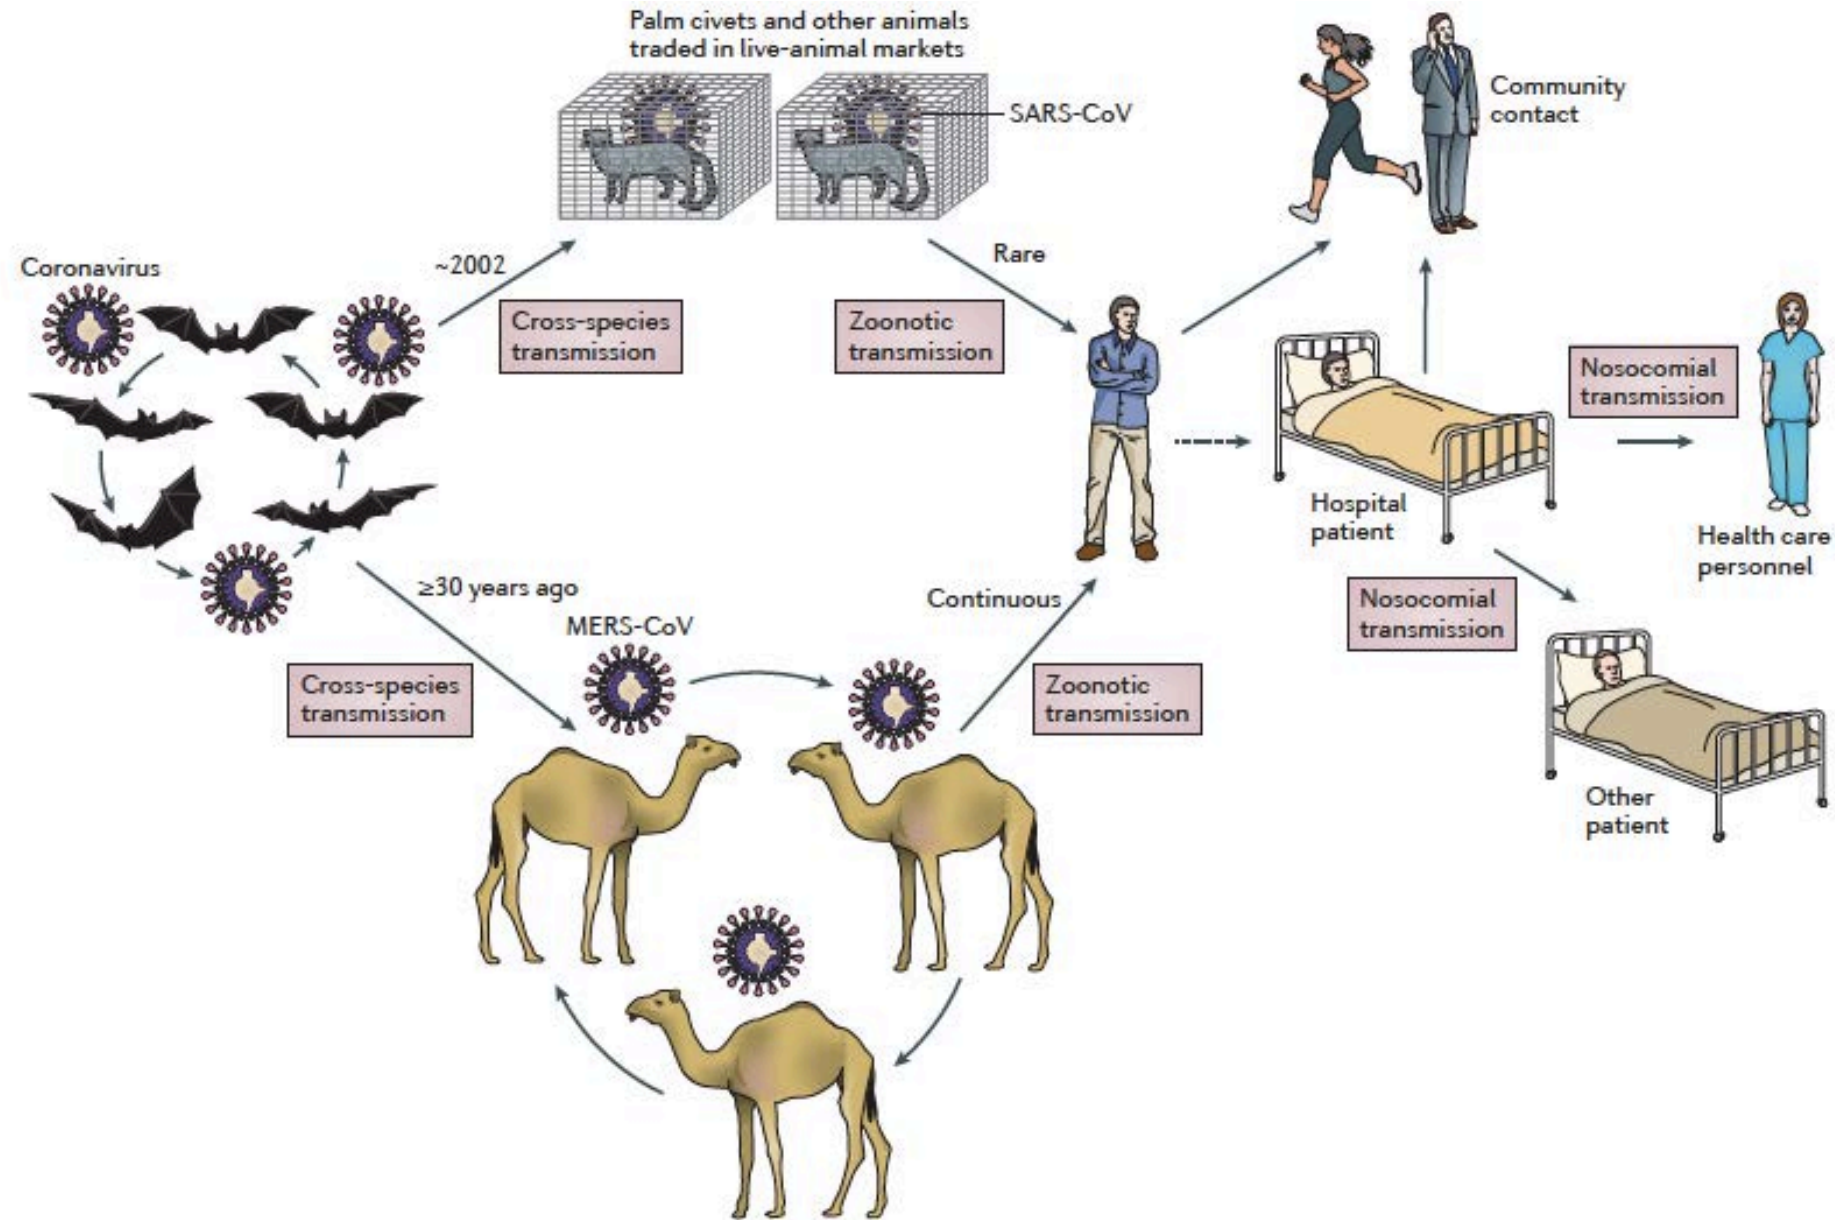 Palm civets and other animals
traded in live-animal markets
SARS-CoV
Community
contact
Coronavirus
~2002
Rare
Cross-species
transmission
Zoonotic
transmission
Nosocomial
transmission
Hospital
patient
Health care
personnel
≥30 years ago
MERS-CoV
Continuous
Nosocomial
transmission
Cross-species
transmission
Zoonotic
transmission
Other
patient